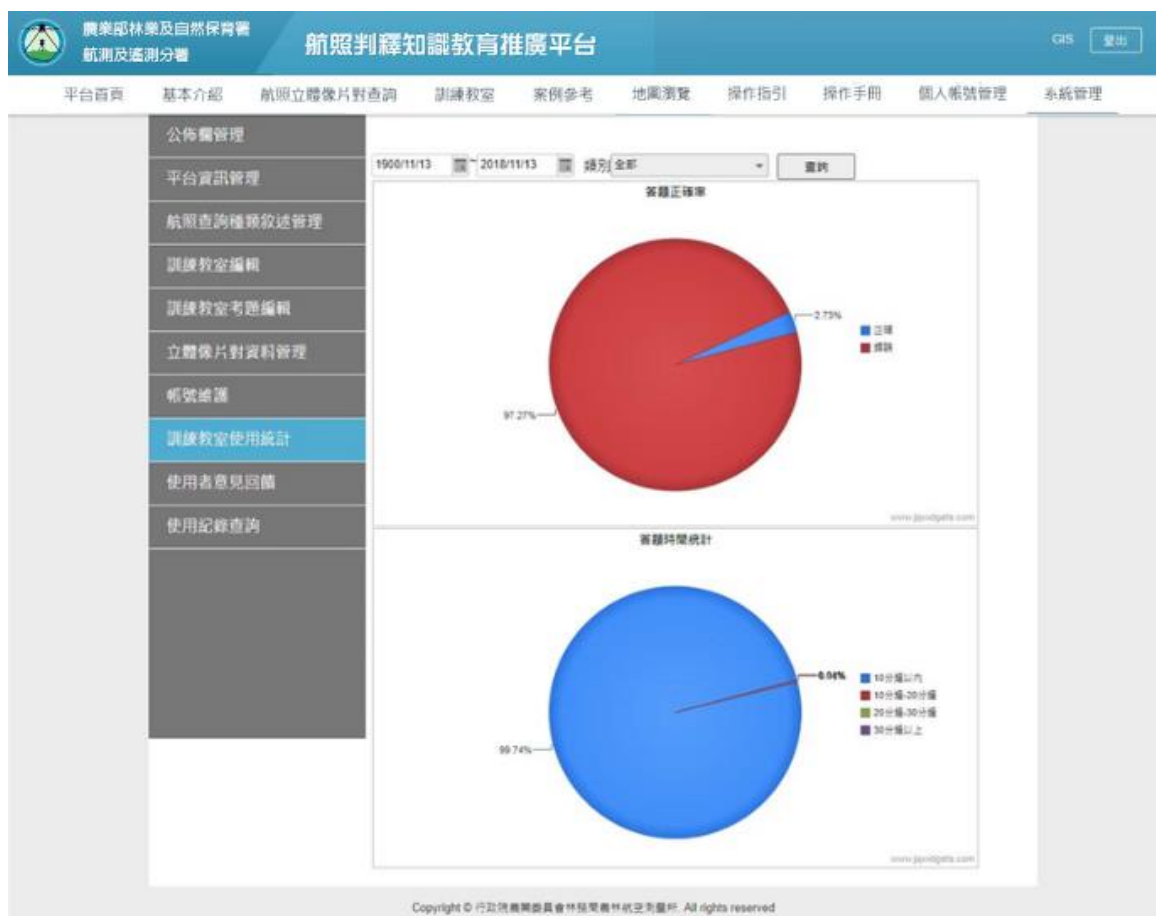 農業部林業及自然保育署
航測及遙測分署
航照判釋知識教育推廣平台
GIS 登出
平台首頁 基本介紹 航照立體像片對查詢 訓練教室 案例參考 地圖瀏覽 操作指引 操作手冊 個人帳號管理 系統管理
公佈欄管理
平台資訊管理
航照查詢種類敘述管理
訓練教室編輯
訓練教室考題編輯
立體像片對資料管理
帳號維護
訓練教室使用統計
使用者意見回饋
使用記錄查詢
1900/11/13 ~ 2018/11/13 類別 全部 查詢
答題正確率
2.73%
正確
錯誤
97.27%
www.jqwidgets.com
答題時間統計
10分鐘以內
10分鐘-20分鐘
20分鐘-30分鐘
30分鐘以上
99.74%
www.jqwidgets.com
Copyright © 行政院農業委員會林務局農林航空測量所. All rights reserved